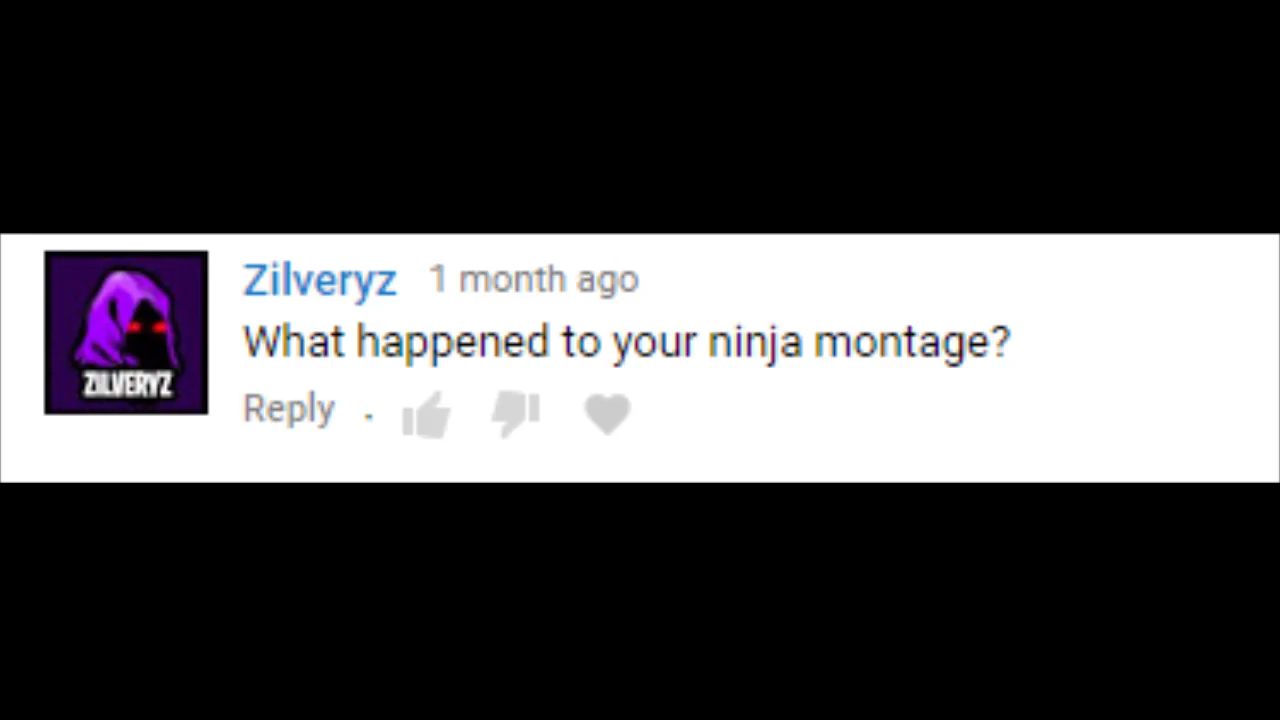 Zilveryz 1 month ago
What happened to your ninja montage?
ZILVERYZ
Reply .